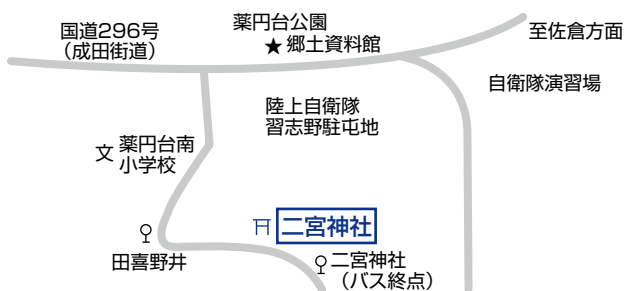 国道296号
（成田街道）
薬円台公園
★郷土資料館
至佐倉方面
自衛隊演習場
陸上自衛隊
習志野駐屯地
文 薬円台南
小学校
二宮神社
田喜野井
二宮神社
（バス終点）